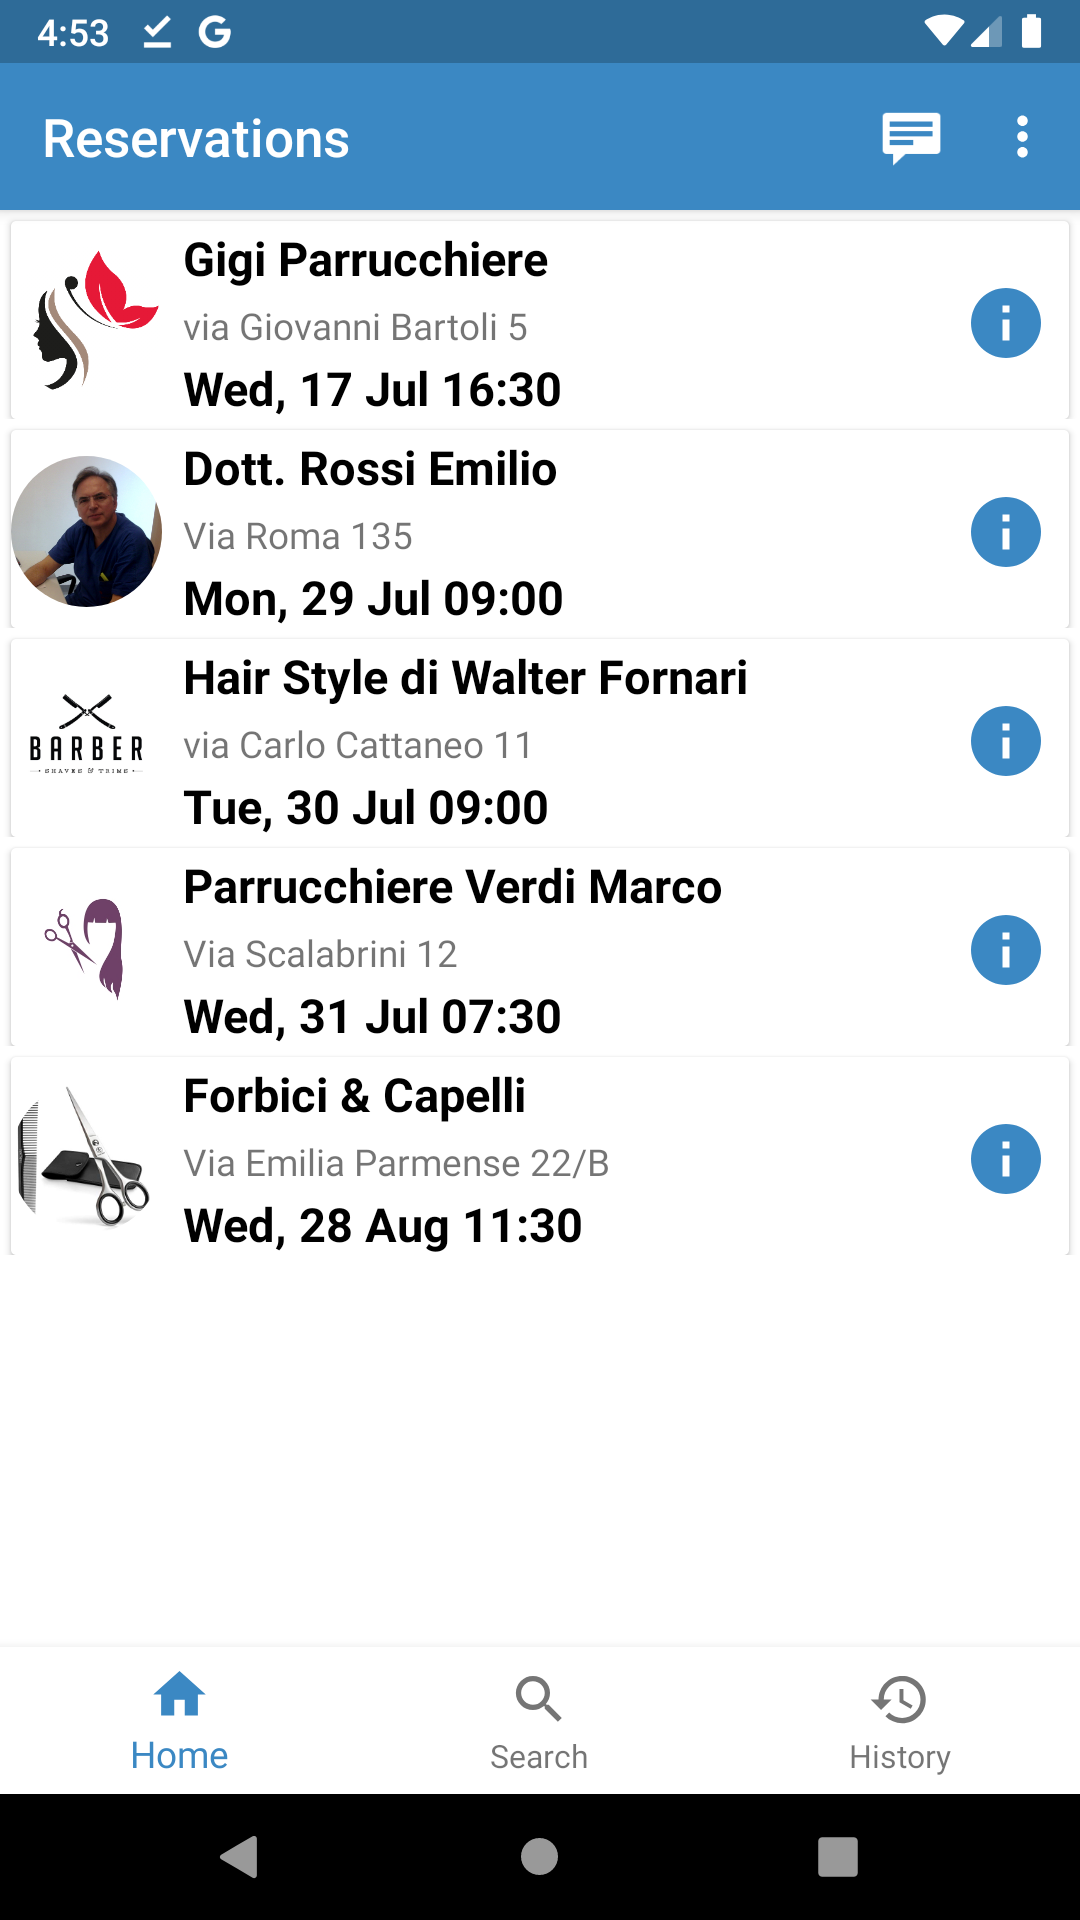 4:53
Reservations
Gigi Parrucchiere
via Giovanni Bartoli 5
Wed, 17 Jul 16:30
Dott. Rossi Emilio
Via Roma 135
Mon, 29 Jul 09:00
Hair Style di Walter Fornari
BARBER
SHAVES & TRIMS
via Carlo Cattaneo 11
Tue, 30 Jul 09:00
Parrucchiere Verdi Marco
Via Scalabrini 12
Wed, 31 Jul 07:30
Forbici & Capelli
Via Emilia Parmense 22/B
Wed, 28 Aug 11:30
Home
Search
History